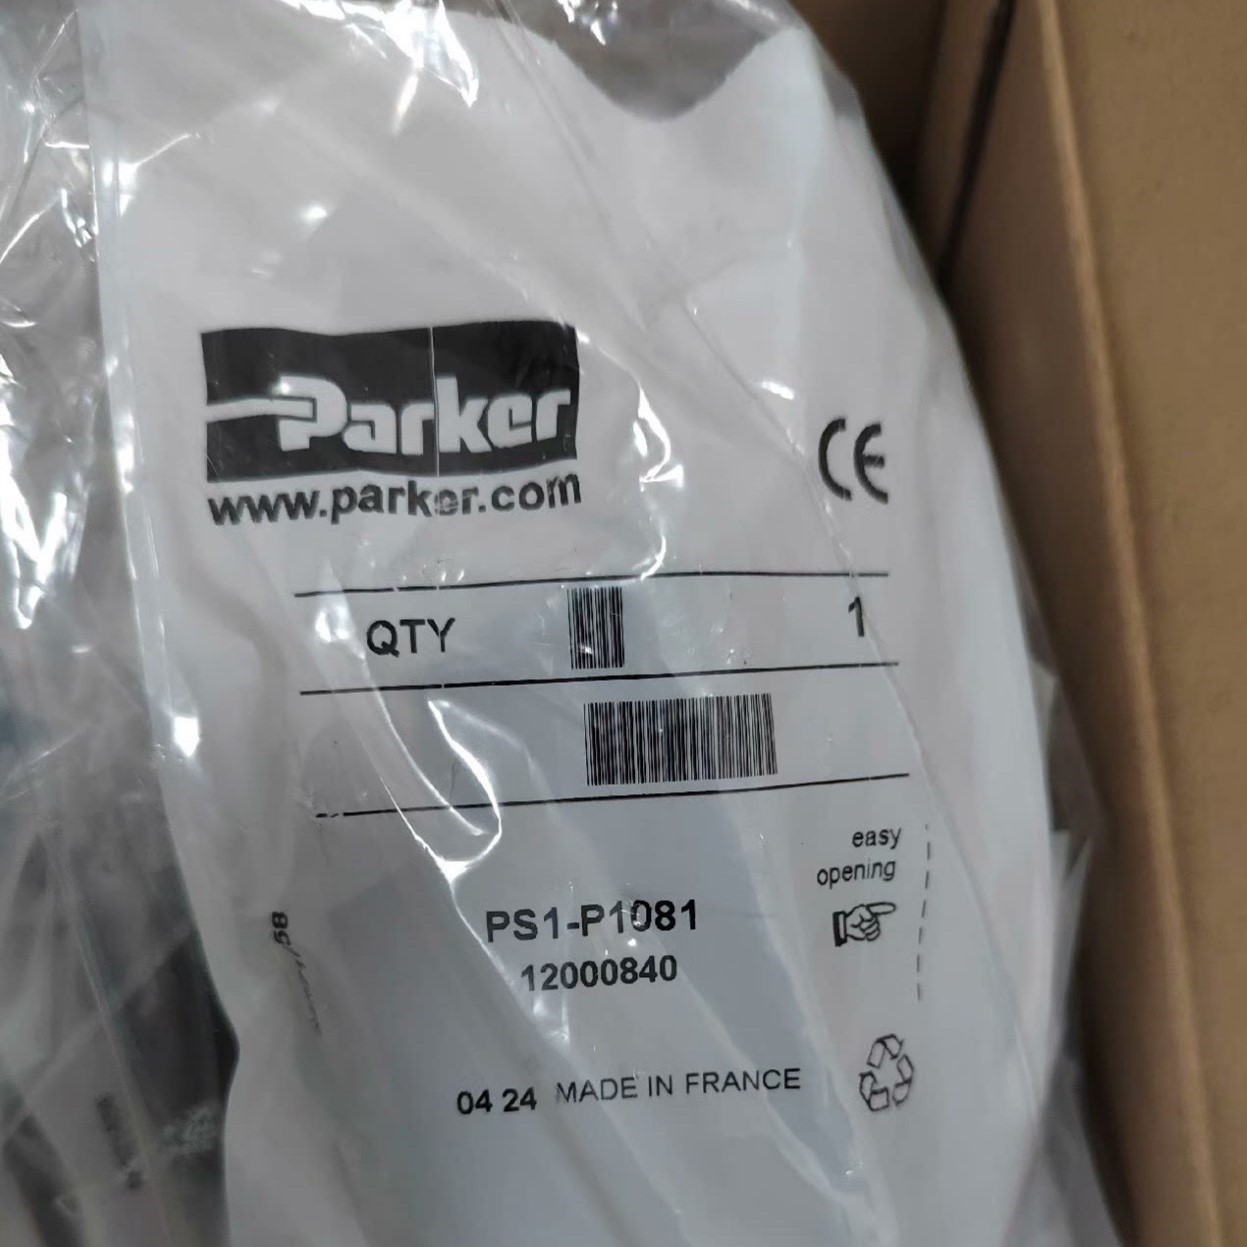 Parker
www.parker.com
CE
QTY 1
easy
opening
PS1-P1081
12000840
04 24 MADE IN FRANCE